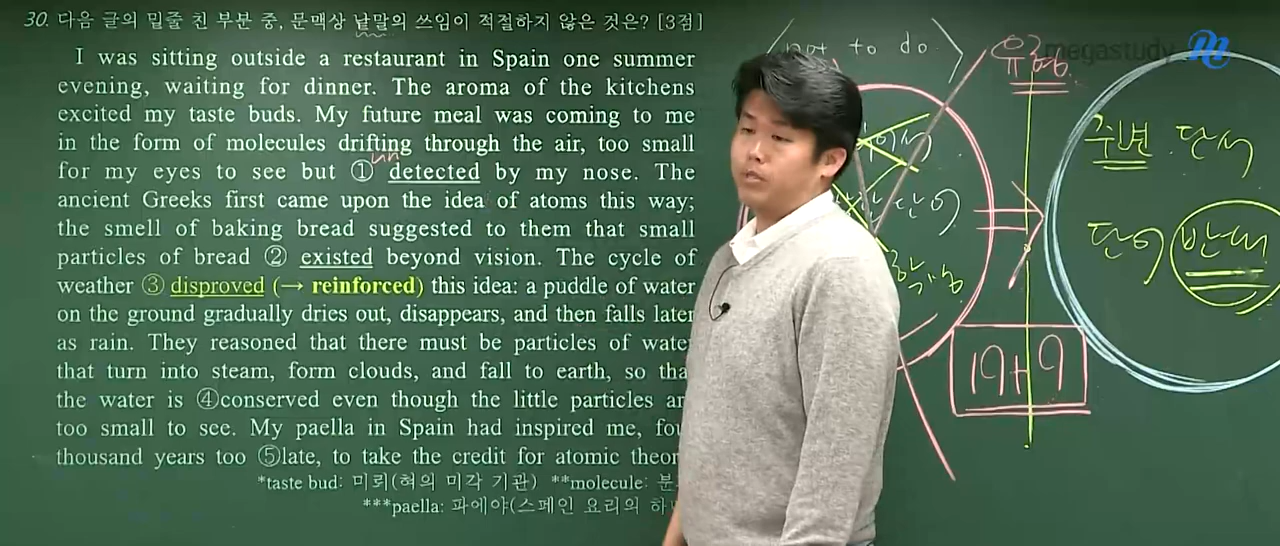 30. 다음 글의 밑줄 친 부분 중, 문맥상 낱말의 쓰임이 적절하지 않은 것은? [3점]
I was sitting outside a restaurant in Spain one summer
evening, waiting for dinner. The aroma of the kitchens
excited my taste buds. My future meal was coming to me
in the form of molecules drifting through the air, too small
un
for my eyes to see but ① detected by my nose. The
ancient Greeks first came upon the idea of atoms this way;
the smell of baking bread suggested to them that small
particles of bread ② existed beyond vision. The cycle of
weather ③ disproved (→ reinforced) this idea: a puddle of water
on the ground gradually dries out, disappears, and then falls later
as rain. They reasoned that there must be particles of wate
that turn into steam, form clouds, and fall to earth, so tha
the water is ④conserved even though the little particles ar
too small to see. My paella in Spain had inspired me, fou
thousand years too ⑤late, to take the credit for atomic theor
*taste bud: 미뢰(혀의 미각 기관) **molecule: 분
***paella: 파에야(스페인 요리의 하
not to do
유형
megastudy
주변 단서
단어 반대
19+9